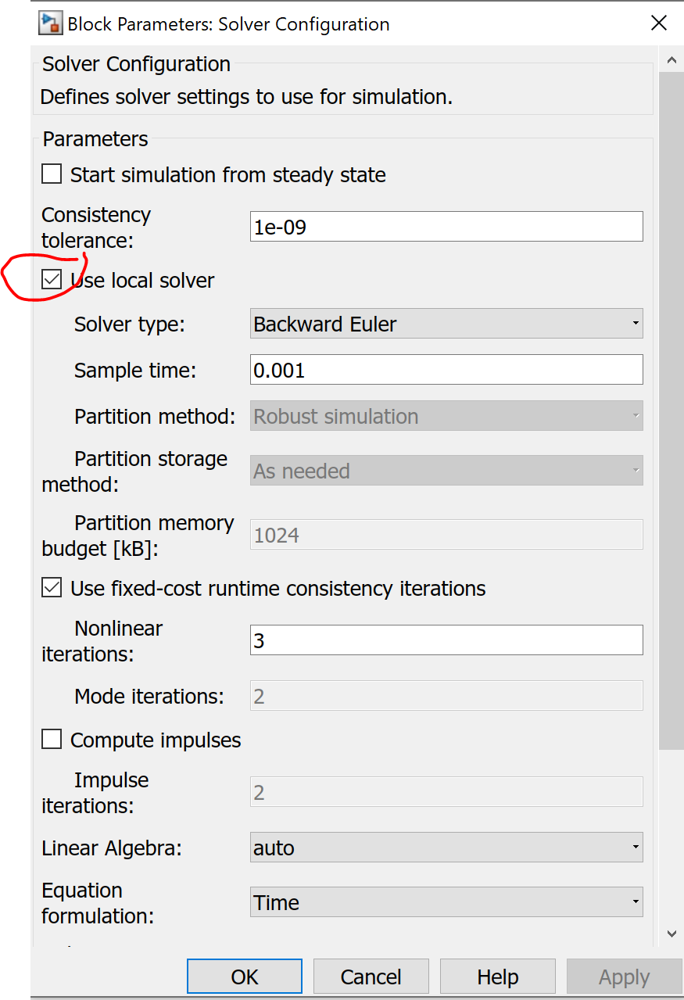 Block Parameters: Solver Configuration
Solver Configuration
Defines solver settings to use for simulation.
Parameters
Start simulation from steady state
Consistency
tolerance:
1e-09
Use local solver
Solver type:
Backward Euler
Sample time:
0.001
Partition method:
Robust simulation
Partition storage
method:
As needed
Partition memory
budget [kB]:
1024
Use fixed-cost runtime consistency iterations
Nonlinear
iterations:
3
Mode iterations:
2
Compute impulses
Impulse
iterations:
2
Linear Algebra:
auto
Equation
formulation:
Time
OK
Cancel
Help
Apply